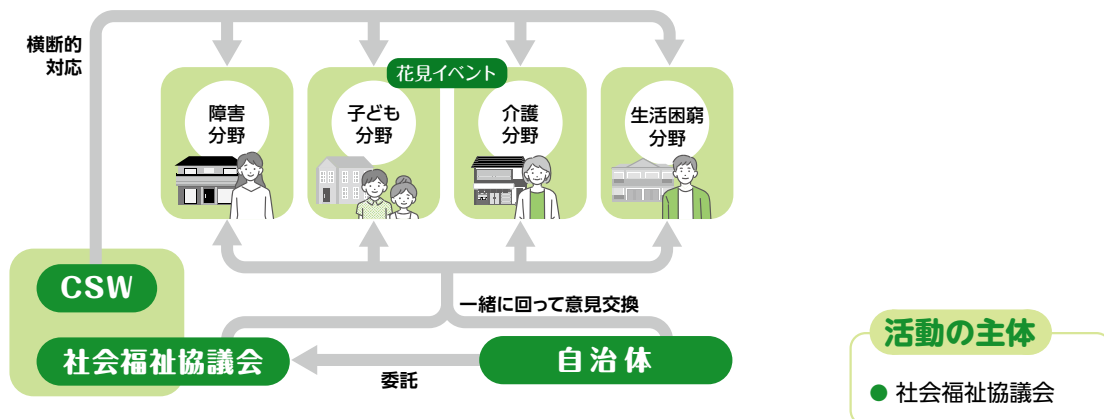 横断的
対応
花見イベント
障害
分野
子ども
分野
介護
分野
生活困窮
分野
CSW
一緒に回って意見交換
社会福祉協議会
自治体
委託
活動の主体
● 社会福祉協議会